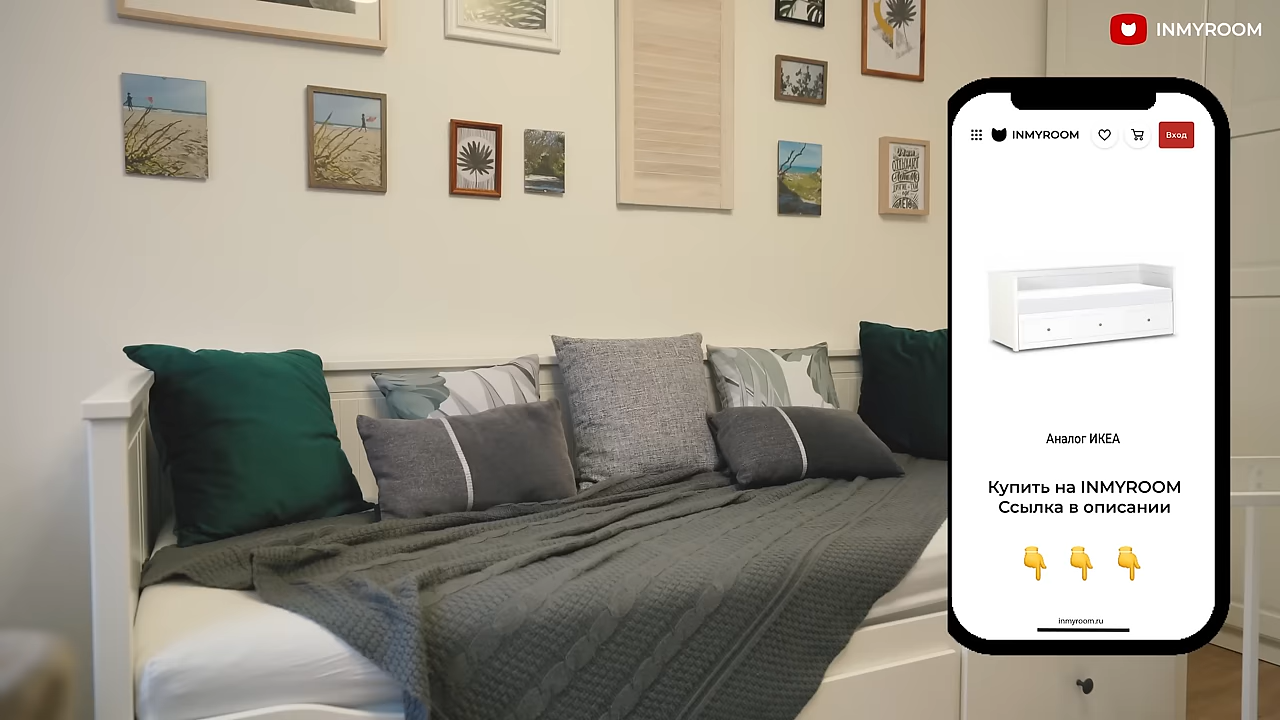 INMYROOM
INMYROOM
Вход
Аналог ИКЕА
Купить на INMYROOM
Ссылка в описании
inmyroom.ru